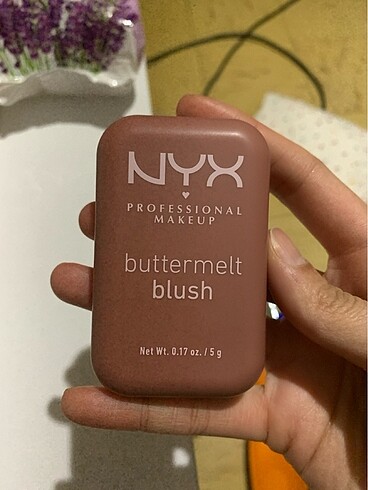 NYX
PROFESSIONAL
MAKEUP
buttermelt
blush
Net Wt. 0.17 oz. / 5 g